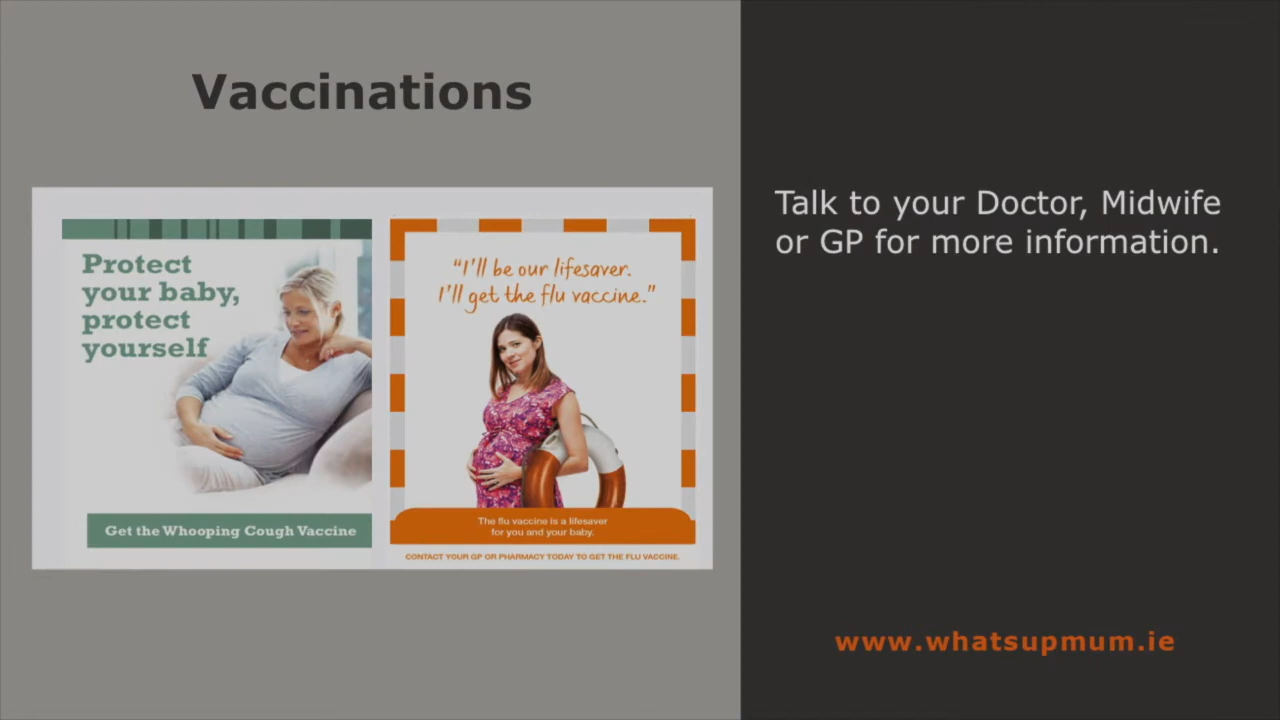 Vaccinations
Protect
your baby,
protect
yourself
Get the Whooping Cough Vaccine
“I'll be our lifesaver.
I'll get the flu vaccine.”
The flu vaccine is a lifesaver
for you and your baby.
CONTACT YOUR GP OR PHARMACY TODAY TO GET THE FLU VACCINE.
Talk to your Doctor, Midwife
or GP for more information.
www.whatsupmum.ie